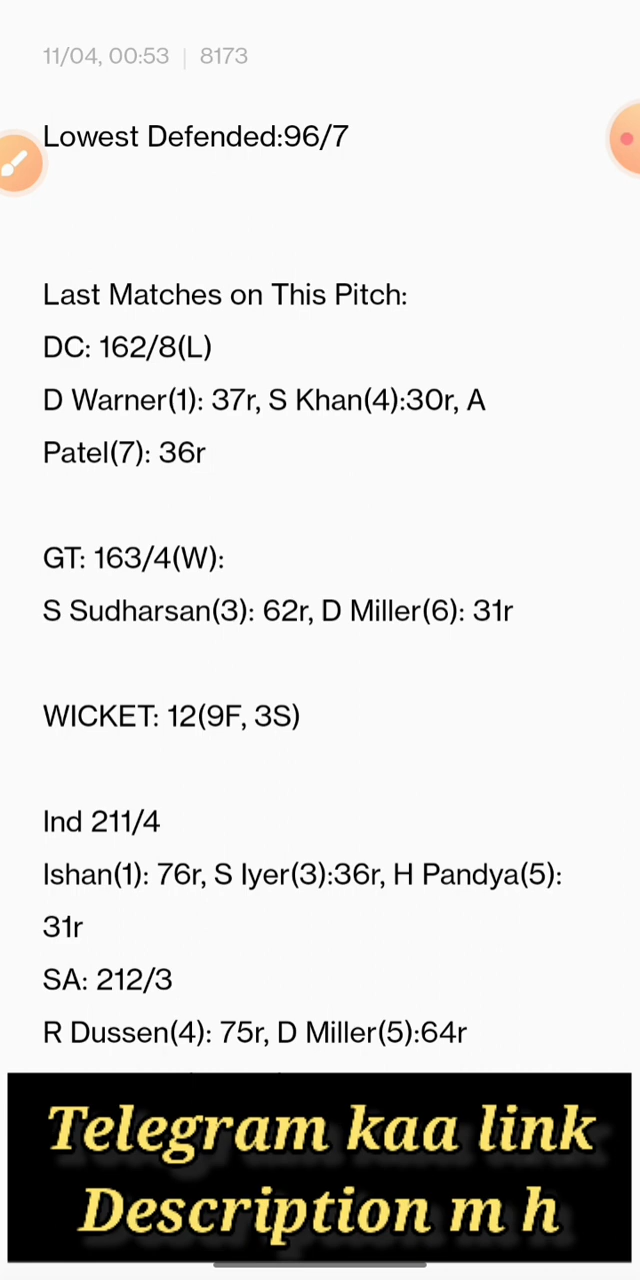 11/04, 00:53 | 8173
Lowest Defended:96/7
Last Matches on This Pitch:
DC: 162/8(L)
D Warner(1): 37r, S Khan(4):30r, A
Patel(7): 36r
GT: 163/4(W):
S Sudharsan(3): 62r, D Miller(6): 31r
WICKET: 12(9F, 3S)
Ind 211/4
Ishan(1): 76r, S Iyer(3):36r, H Pandya(5):
31r
SA: 212/3
R Dussen(4): 75r, D Miller(5):64r
Telegram kaa link
Description m h